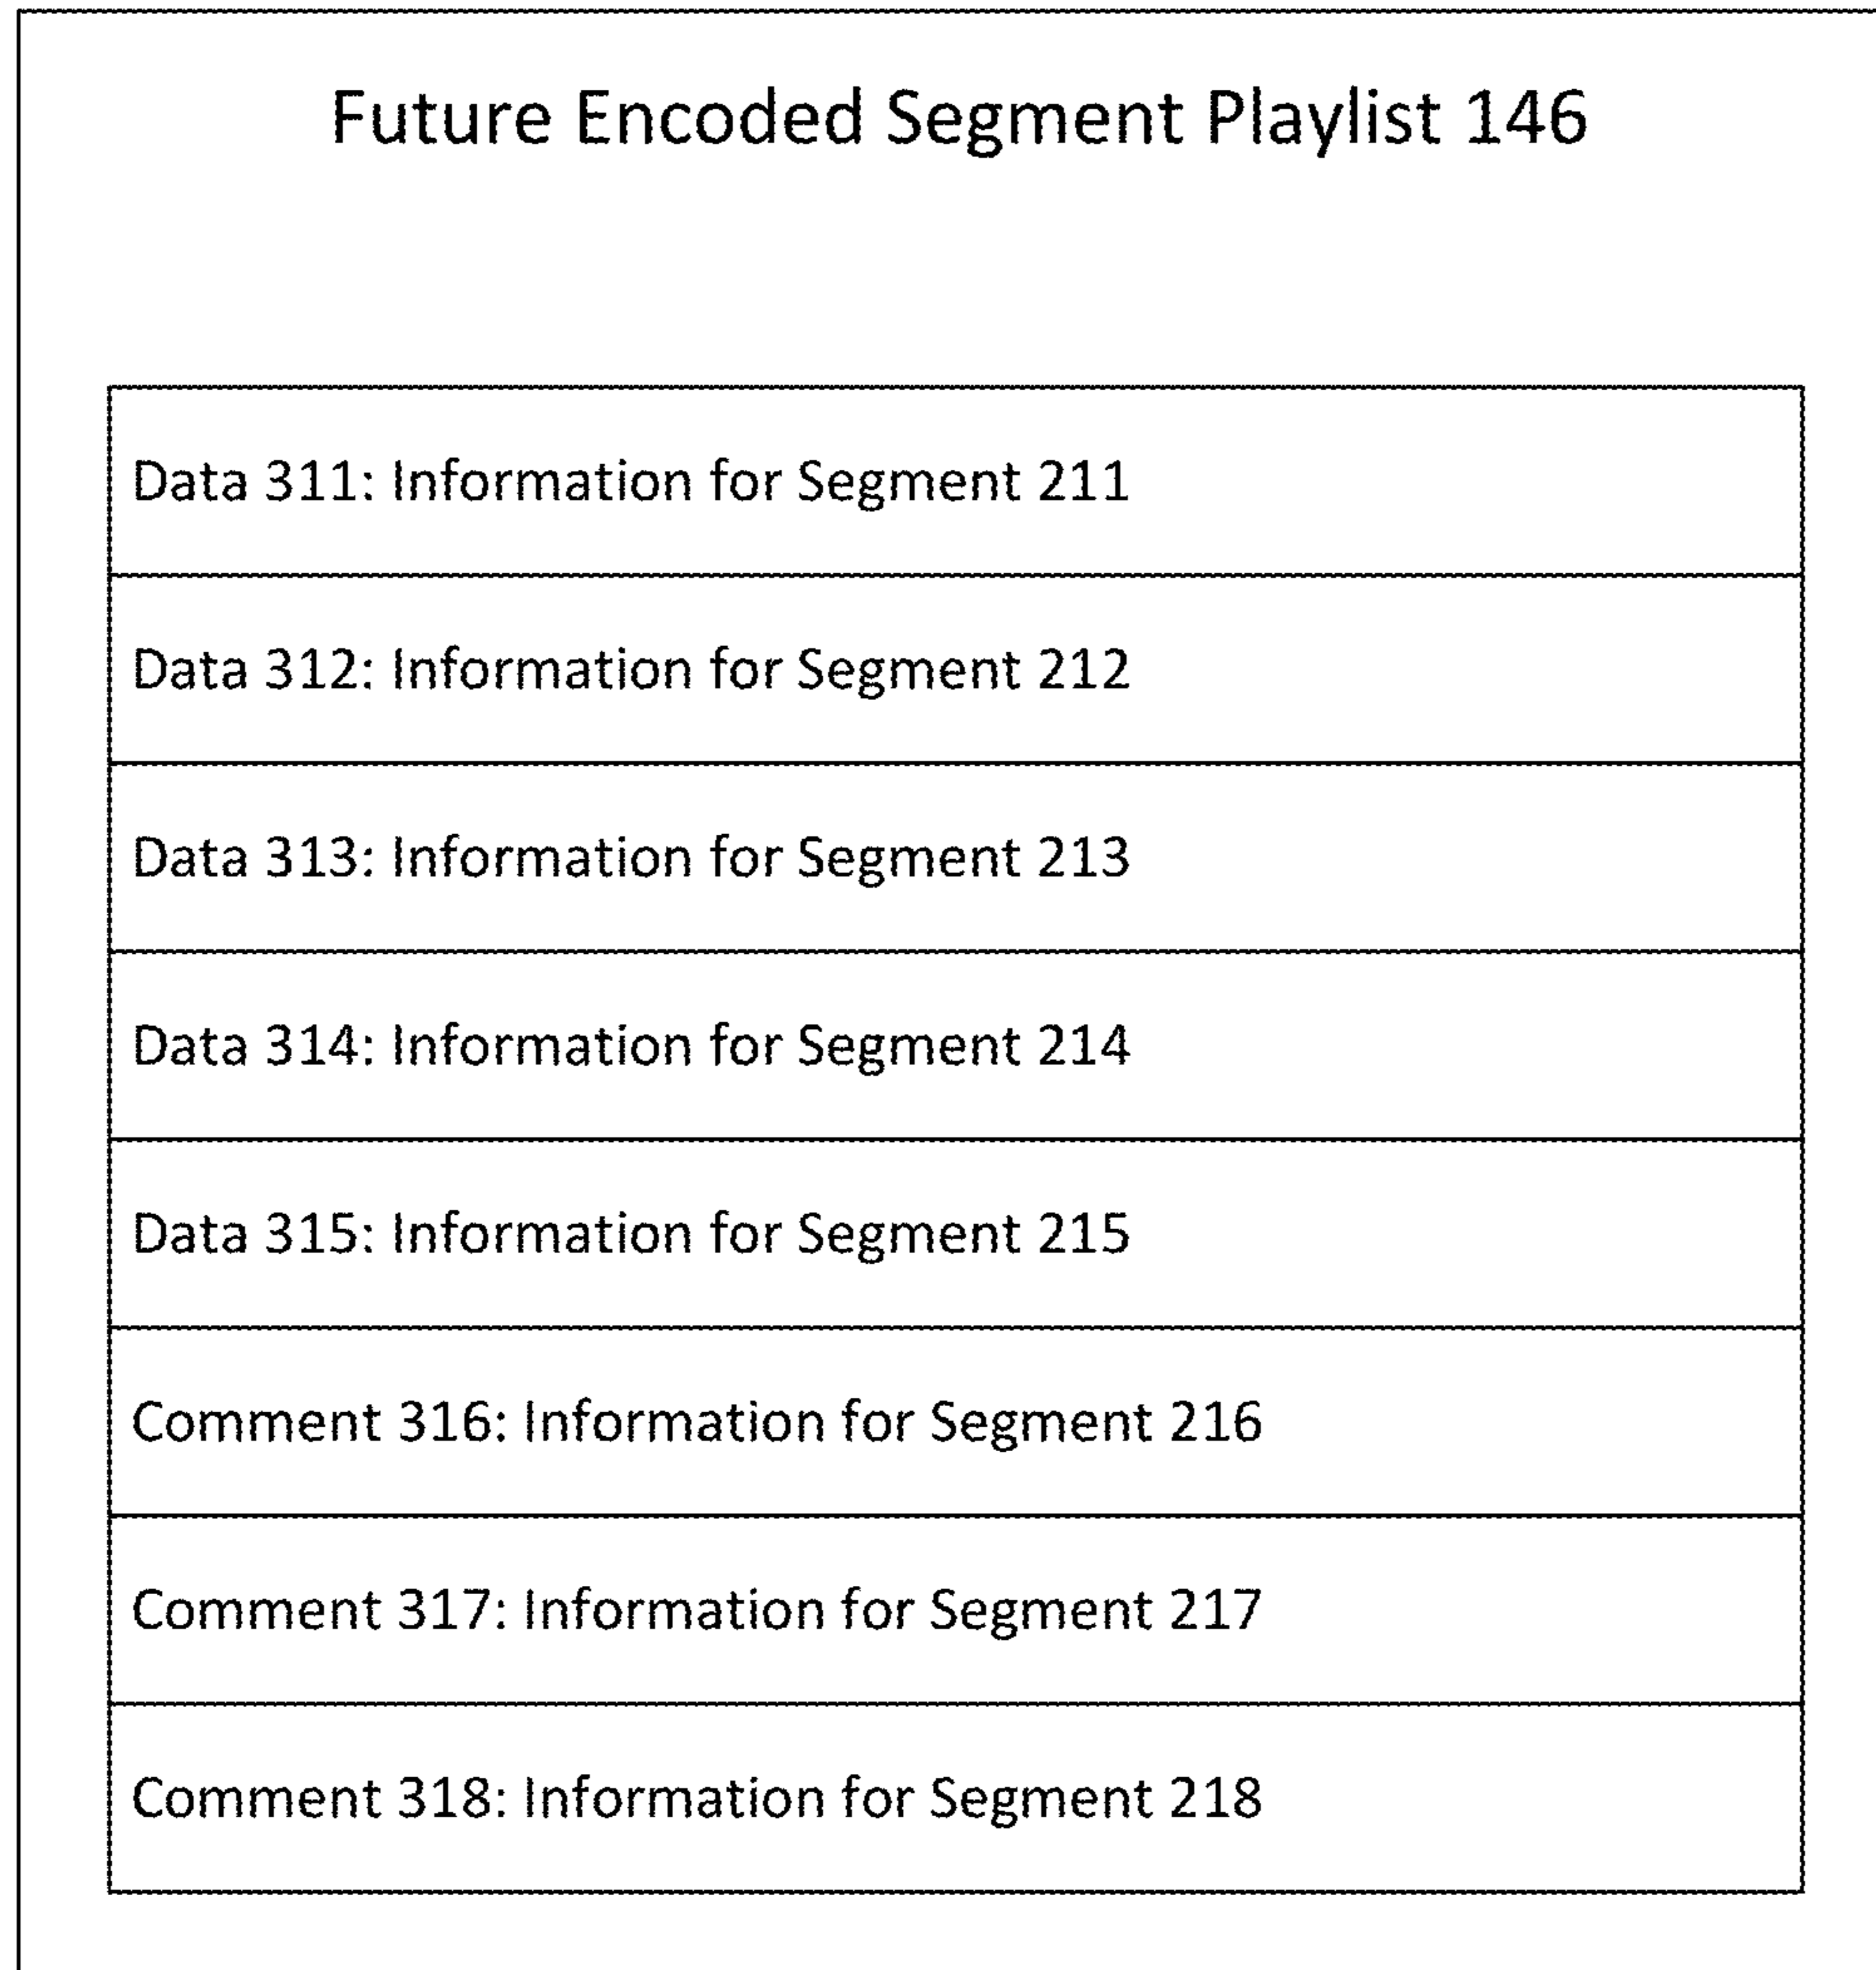 Future Encoded Segment Playlist 146
Data 311: Information for Segment 211
Data 312: Information for Segment 212
Data 313: Information for Segment 213
Data 314: Information for Segment 214
Data 315: Information for Segment 215
Comment 316: Information for Segment 216
Comment 317: Information for Segment 217
Comment 318: Information for Segment 218